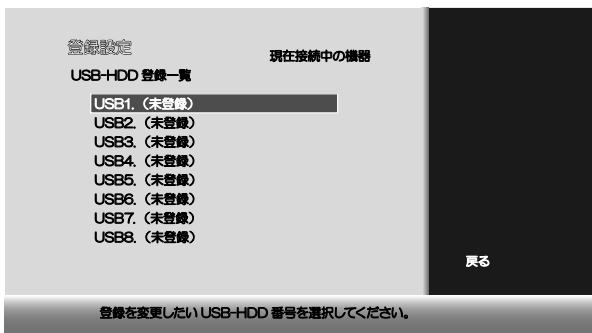 登録設定
現在接続中の機器
USB-HDD 登録一覧
USB1.（未登録）
USB2.（未登録）
USB3.（未登録）
USB4.（未登録）
USB5.（未登録）
USB6.（未登録）
USB7.（未登録）
USB8.（未登録）
戻る
登録を変更したい USB-HDD 番号を選択してください。